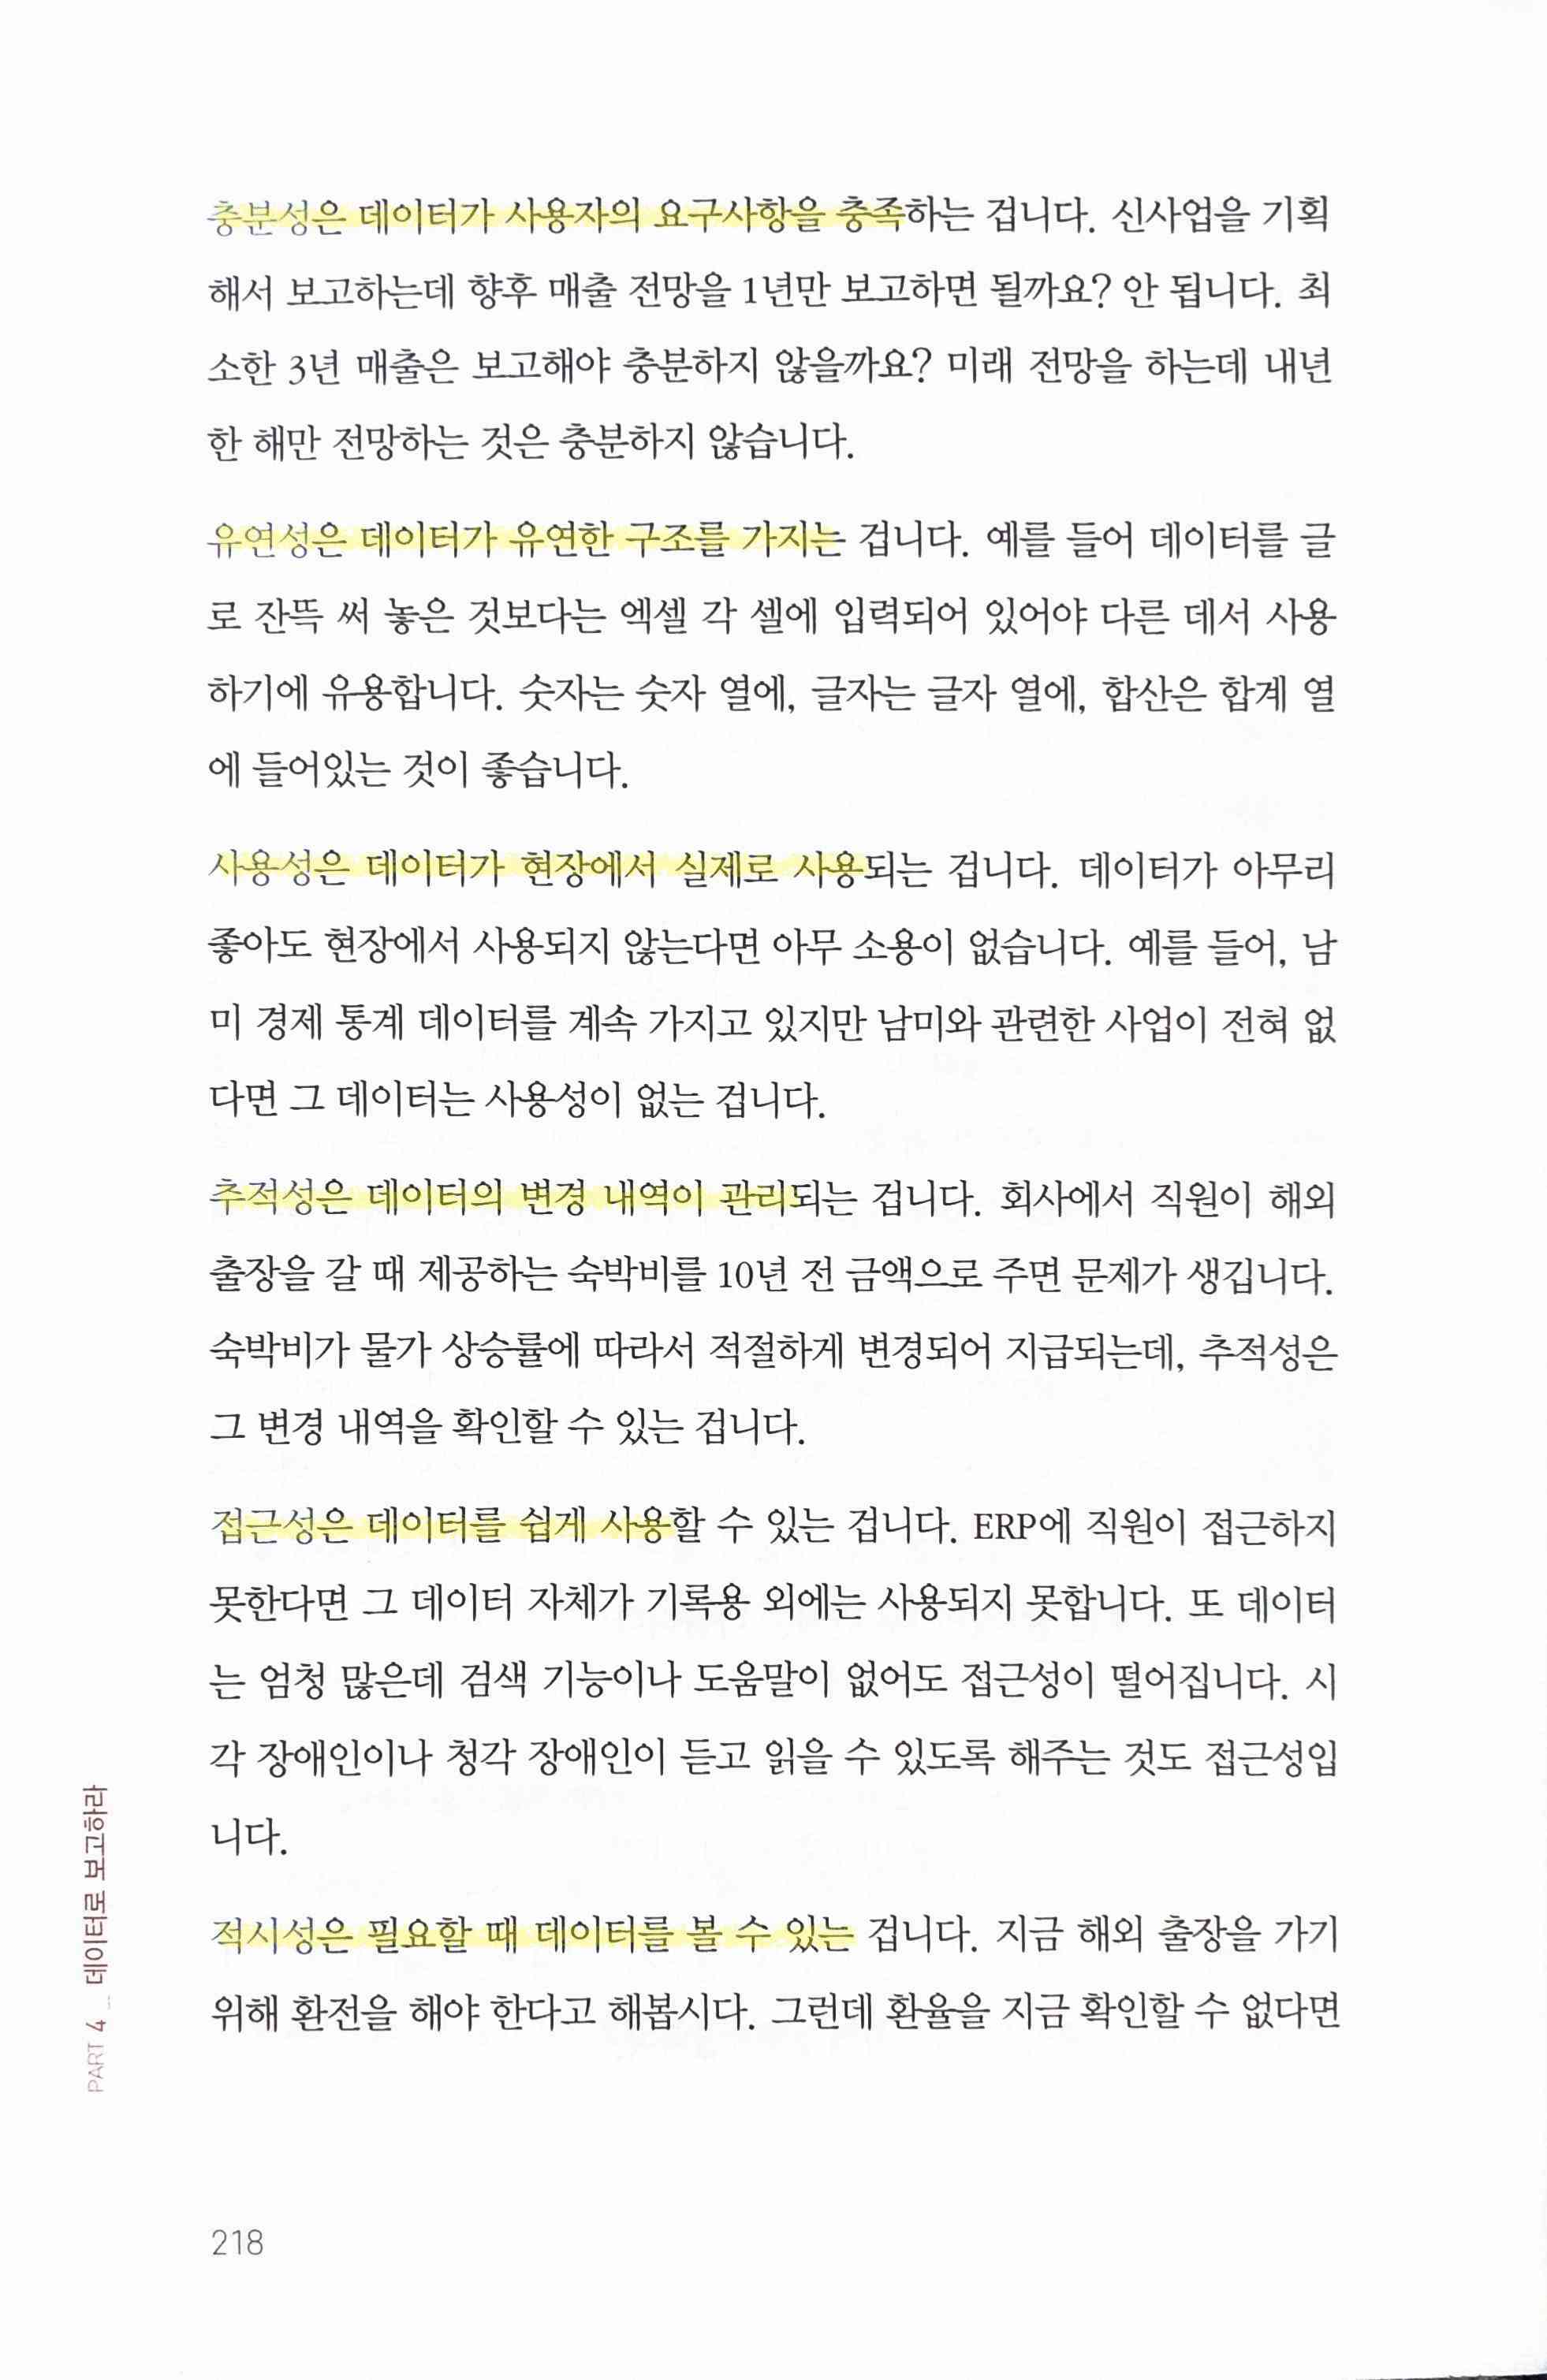 충분성은 데이터가 사용자의 요구사항을 충족하는 겁니다. 신사업을 기획
해서 보고하는데 향후 매출 전망을 1년만 보고하면 될까요? 안 됩니다. 최
소한 3년 매출은 보고해야 충분하지 않을까요? 미래 전망을 하는데 내년
한 해만 전망하는 것은 충분하지 않습니다.
유연성은 데이터가 유연한 구조를 가지는 겁니다. 예를 들어 데이터를 글
로 잔뜩 써 놓은 것보다는 엑셀 각 셀에 입력되어 있어야 다른 데서 사용
하기에 유용합니다. 숫자는 숫자 열에, 글자는 글자 열에, 합산은 합계 열
에 들어있는 것이 좋습니다.
사용성은 데이터가 현장에서 실제로 사용되는 겁니다. 데이터가 아무리
좋아도 현장에서 사용되지 않는다면 아무 소용이 없습니다. 예를 들어, 남
미 경제 통계 데이터를 계속 가지고 있지만 남미와 관련한 사업이 전혀 없
다면 그 데이터는 사용성이 없는 겁니다.
추적성은 데이터의 변경 내역이 관리되는 겁니다. 회사에서 직원이 해외
출장을 갈 때 제공하는 숙박비를 10년 전 금액으로 주면 문제가 생깁니다.
숙박비가 물가 상승률에 따라서 적절하게 변경되어 지급되는데, 추적성은
그 변경 내역을 확인할 수 있는 겁니다.
접근성은 데이터를 쉽게 사용할 수 있는 겁니다. ERP에 직원이 접근하지
못한다면 그 데이터 자체가 기록용 외에는 사용되지 못합니다. 또 데이터
는 엄청 많은데 검색 기능이나 도움말이 없어도 접근성이 떨어집니다. 시
각 장애인이나 청각 장애인이 듣고 읽을 수 있도록 해주는 것도 접근성입
니다.
적시성은 필요할 때 데이터를 볼 수 있는 겁니다. 지금 해외 출장을 가기
위해 환전을 해야 한다고 해봅시다. 그런데 환율을 지금 확인할 수 없다면
PART 4 _ 데이터로 보고하라
218